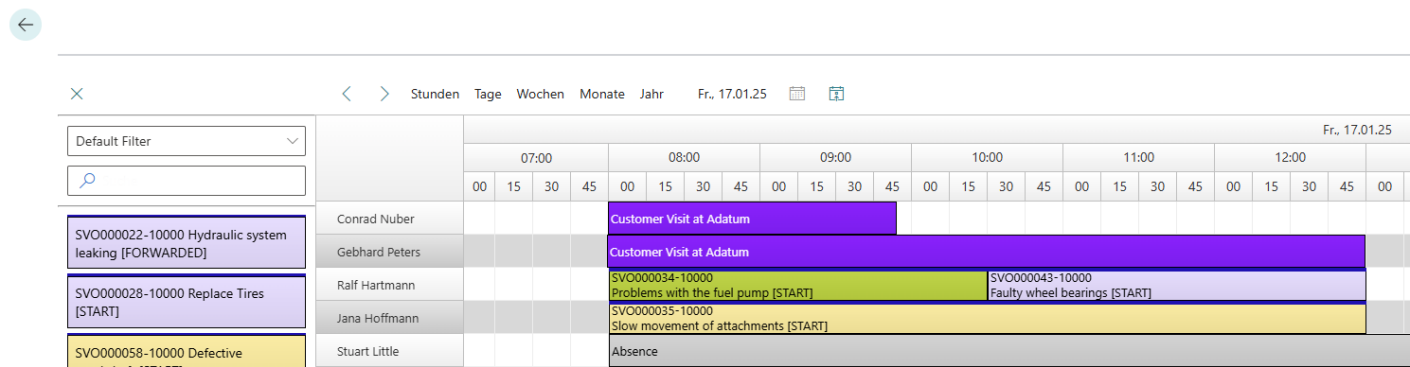 Stunden Tage Wochen Monate Jahr Fr., 17.01.25
Default Filter
Fr., 17.01.25
07:00 08:00 09:00 10:00 11:00 12:00
00 15 30 45 00 15 30 45 00 15 30 45 00 15 30 45 00 15 30 45 00 15 30 45 00
SVO000022-10000 Hydraulic system
leaking [FORWARDED]
SVO000028-10000 Replace Tires
[START]
SVO000058-10000 Defective
Conrad Nuber
Customer Visit at Adatum
Gebhard Peters
Customer Visit at Adatum
Ralf Hartmann
SVO000034-10000
Problems with the fuel pump [START]
SVO000043-10000
Faulty wheel bearings [START]
Jana Hoffmann
SVO000035-10000
Slow movement of attachments [START]
Stuart Little
Absence